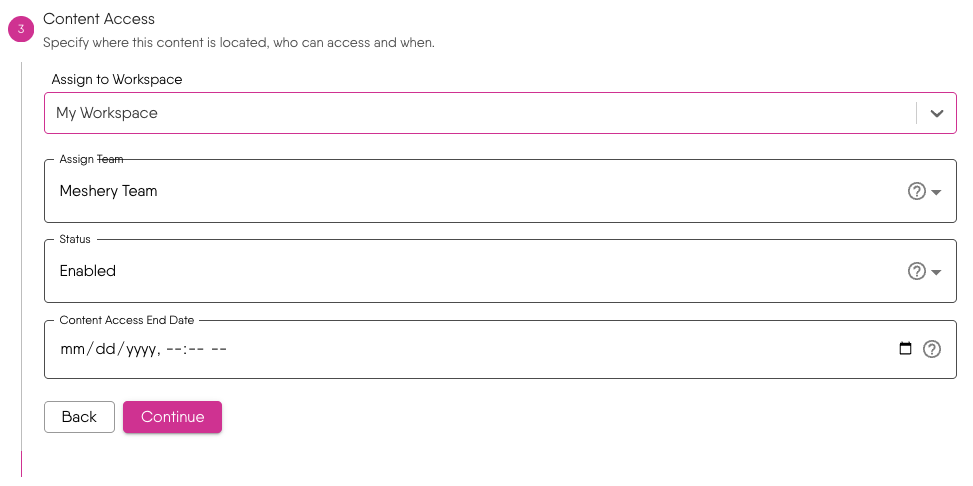 3
Content Access
Specify where this content is located, who can access and when.
Assign to Workspace
My Workspace
Assign Team
Meshery Team
?
Status
Enabled
?
Content Access End Date
mm/dd/yyyy, --:-- --
?
Back
Continue